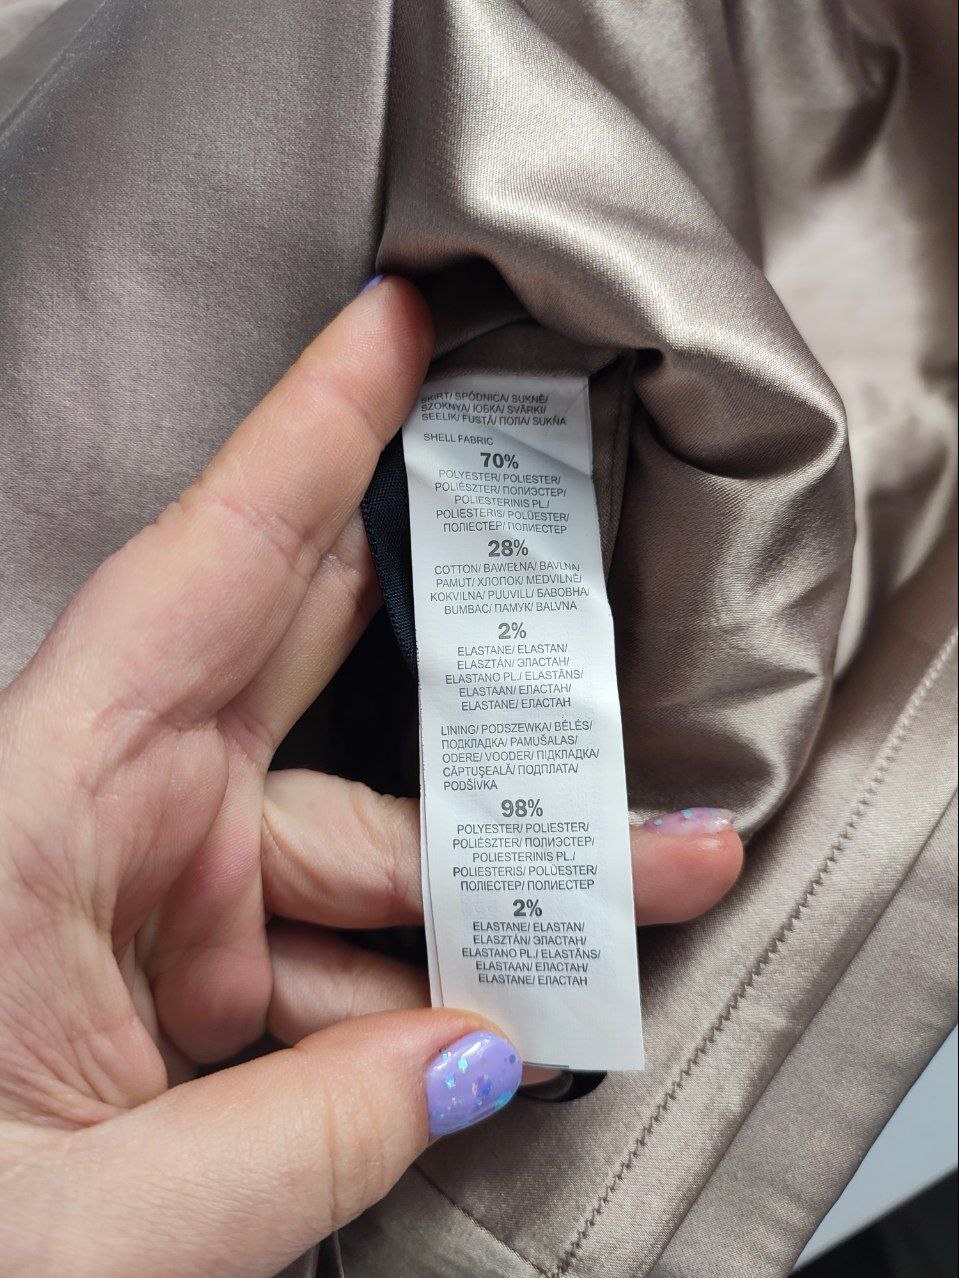 SKIRT/ SPÓDNICA/ SUKNĚ/
SZOKNYA/ ЮБКА/ SVĀRKI/
SEELIK/ FUSTĂ/ ПОЛА/ SUKŇA
SHELL FABRIC
70%
POLYESTER/ POLIESTER/
POLIÉSZTER/ ПОЛИЭСТЕР/
POLIESTERINIS PL./
POLIESTERIS/ POLÜESTER/
ПОЛІЕСТЕР/ ПОЛИЕСТЕР
28%
COTTON/ BAWEŁNA/ BAVLNA/
PAMUT/ ХЛОПОК/ MEDVILNĖ/
KOKVILNA/ PUUVILL/ БАВОВНА/
BUMBAC/ ПАМУК/ BALVNA
2%
ELASTANE/ ELASTAN/
ELASZTÁN/ ЭЛАСТАН/
ELASTANO PL./ ELASTĀNS/
ELASTAAN/ ЕЛАСТАН/
ELASTANE/ ЕЛАСТАН
LINING/ PODSZEWKA/ BÉLÉS/
ПОДКЛАДКА/ PAMUŠALAS/
ODERE/ VOODER/ ПІДКЛАДКА/
CĂPTUȘEALĂ/ ПОДПЛАТА/
PODŠÍVKA
98%
POLYESTER/ POLIESTER/
POLIÉSZTER/ ПОЛИЭСТЕР/
POLIESTERINIS PL./
POLIESTERIS/ POLÜESTER/
ПОЛІЕСТЕР/ ПОЛИЕСТЕР
2%
ELASTANE/ ELASTAN/
ELASZTÁN/ ЭЛАСТАН/
ELASTANO PL./ ELASTĀNS/
ELASTAAN/ ЕЛАСТАН/
ELASTANE/ ЕЛАСТАН